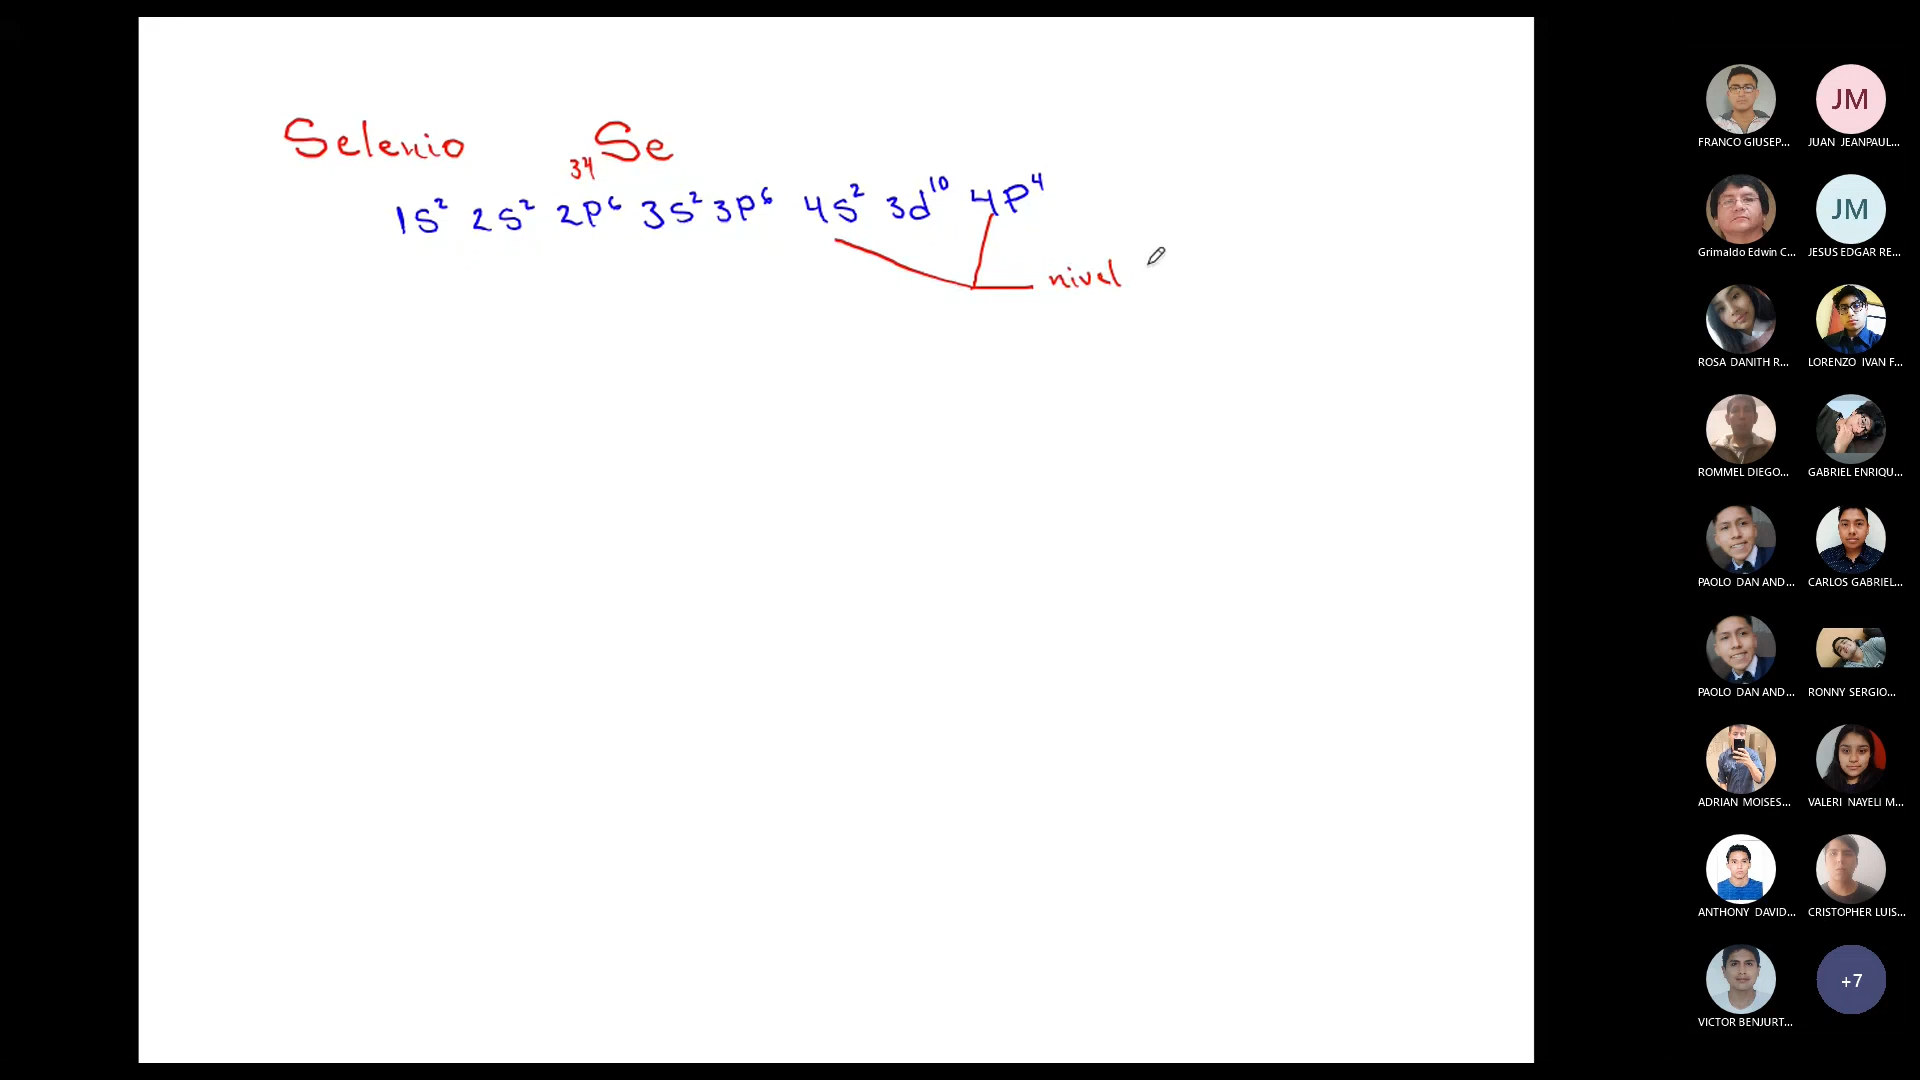 Selenio ₃₄Se
1s² 2s² 2p⁶ 3s² 3p⁶ 4s² 3d¹⁰ 4p⁴
nivel
JM
FRANCO GIUSEP... JUAN JEANPAUL...
JM
Grimaldo Edwin C... JESUS EDGAR RE...
ROSA DANITH R... LORENZO IVAN F...
ROMMEL DIEGO... GABRIEL ENRIQU...
PAOLO DAN AND... CARLOS GABRIEL...
PAOLO DAN AND... RONNY SERGIO...
ADRIAN MOISES... VALERI NAYELI M...
ANTHONY DAVID... CRISTOPHER LUIS...
+7
VICTOR BENJURT...